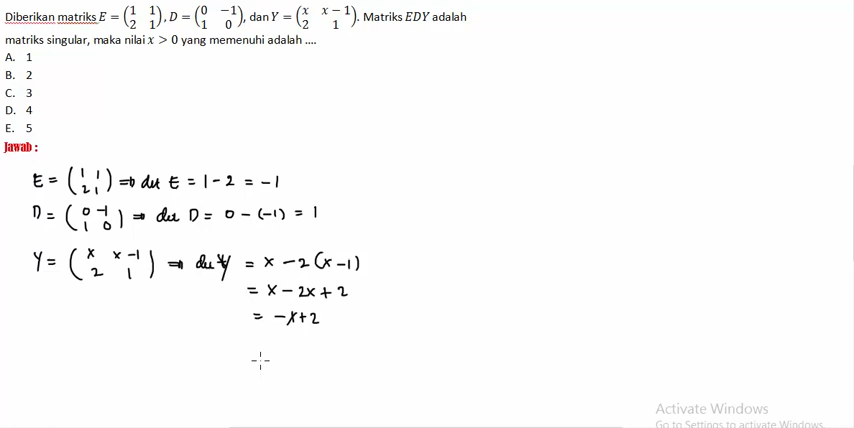 Diberikan matriks E = (1 1 2 1), D = (0 −1 1 0), dan Y = (x x − 1 2 1). Matriks EDY adalah
matriks singular, maka nilai x > 0 yang memenuhi adalah ....
A. 1
B. 2
C. 3
D. 4
E. 5
Jawab :
E = (1 1 2 1) ⇒ det E = 1 - 2 = -1
D = (0 -1 1 0) ⇒ det D = 0 - (-1) = 1
Y = (x x -1 2 1) ⇒ det Y = x - 2(x-1)
= x - 2x + 2
= -x+2
Activate Windows
Go to Settings to activate Windows.